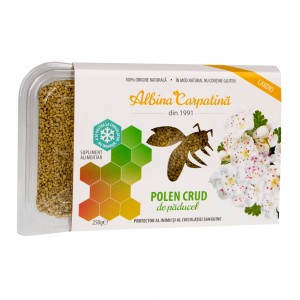 100% ORIGINE NATURALĂ • ÎN MOD NATURAL NU CONȚINE GLUTEN
CARDIO
Albina Carpatină
din 1991
SUPLIMENT
ALIMENTAR
POLEN CRUD
de păducel
250g℮
PROTECTOR AL INIMII ȘI AL CIRCULAȚIEI SANGUINE